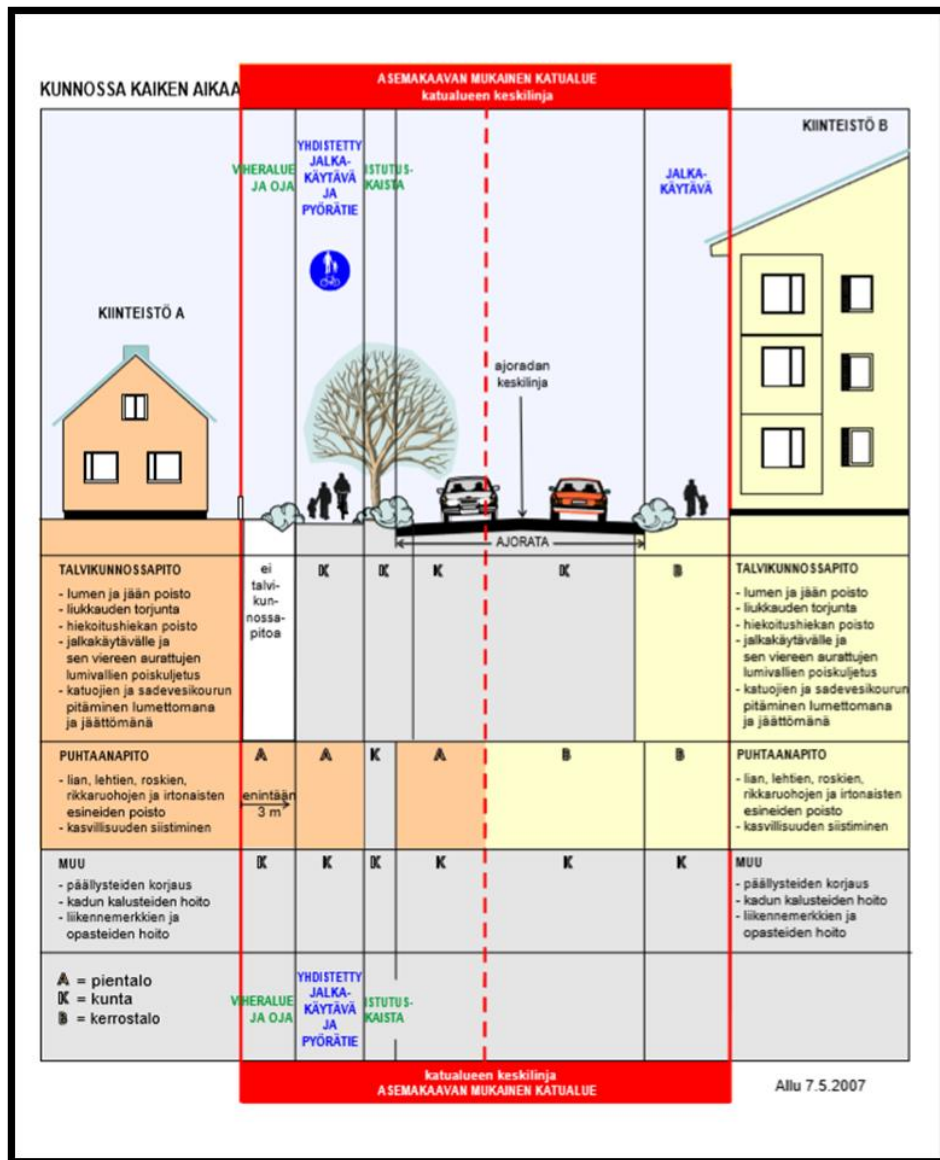 ASEMAKAAVAN MUKAINEN KATUALUE
katualueen keskilinja
KUNNOSSA KAIKEN AIKAA
VIHERALUE
JA OJA
YHDISTETTY
JALKA-
KÄYTÄVÄ
JA
PYÖRÄTIE
ISTUTUS-
KAISTA
JALKA-
KÄYTÄVÄ
KIINTEISTÖ B
KIINTEISTÖ A
ajoradan
keskilinja
AJORATA
TALVIKUNNOSSAPITO
- lumen ja jään poisto
- liukkauden torjunta
- hiekoitushiekan poisto
- jalkakäytävälle ja
sen viereen aurattujen
lumivallien poiskuljetus
- katuojien ja sadevesikourun
pitäminen lumettomana
ja jäättömänä
ei
talvi-
kun-
nossa-
pitoa
K K K K B
TALVIKUNNOSSAPITO
- lumen ja jään poisto
- liukkauden torjunta
- hiekoitushiekan poisto
- jalkakäytävälle ja
sen viereen aurattujen
lumivallien poiskuljetus
- katuojien ja sadevesikourun
pitäminen lumettomana
ja jäättömänä
PUHTAANAPITO
- lian, lehtien, roskien,
rikkaruohojen ja irtonaisten
esineiden poisto
- kasvillisuuden siistiminen
A A K A B B
enintään
3 m
PUHTAANAPITO
- lian, lehtien, roskien,
rikkaruohojen ja irtonaisten
esineiden poisto
- kasvillisuuden siistiminen
MUU
- päällysteiden korjaus
- kadun kalusteiden hoito
- liikennemerkkien ja
opasteiden hoito
K K K K K K
MUU
- päällysteiden korjaus
- kadun kalusteiden hoito
- liikennemerkkien ja
opasteiden hoito
A = pientalo
K = kunta
B = kerrostalo
VIHERALUE
JA OJA
YHDISTETTY
JALKA-
KÄYTÄVÄ
JA
PYÖRÄTIE
ISTUTUS-
KAISTA
katualueen keskilinja
ASEMAKAAVAN MUKAINEN KATUALUE
Allu 7.5.2007